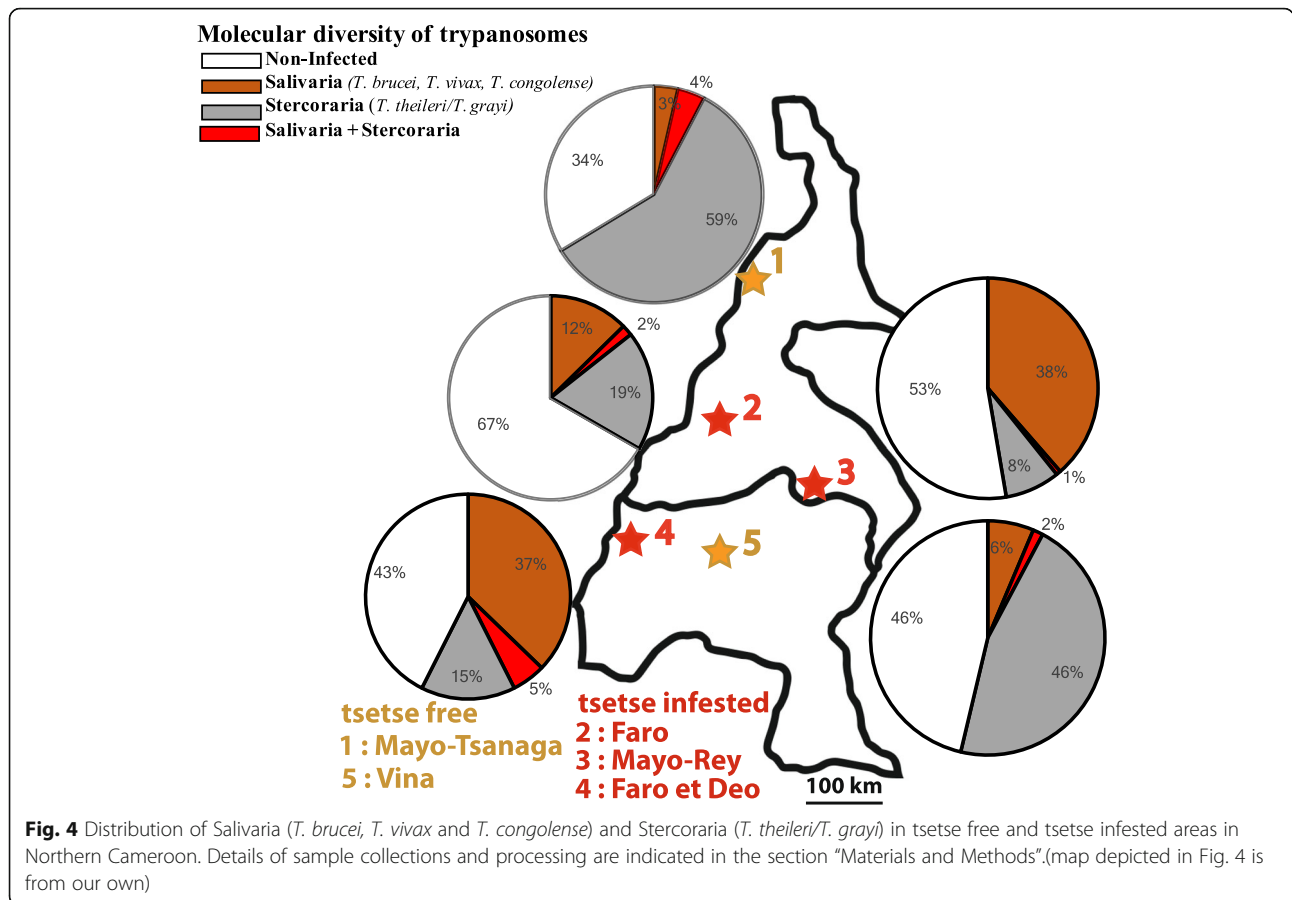 Molecular diversity of trypanosomes
Non-Infected
Salivaria (T. brucei, T. vivax, T. congolense)
Stercoraria (T. theileri/T. grayi)
Salivaria + Stercoraria
3%
4%
34%
59%
1
12%
2%
19%
67%
2
38%
53%
8%
1%
3
37%
43%
15%
5%
4
5
6%
2%
46%
46%
tsetse free
1 : Mayo-Tsanaga
5 : Vina
tsetse infested
2 : Faro
3 : Mayo-Rey
4 : Faro et Deo
100 km
Fig. 4 Distribution of Salivaria (T. brucei, T. vivax and T. congolense) and Stercoraria (T. theileri/T. grayi) in tsetse free and tsetse infested areas in
Northern Cameroon. Details of sample collections and processing are indicated in the section “Materials and Methods”.(map depicted in Fig. 4 is
from our own)